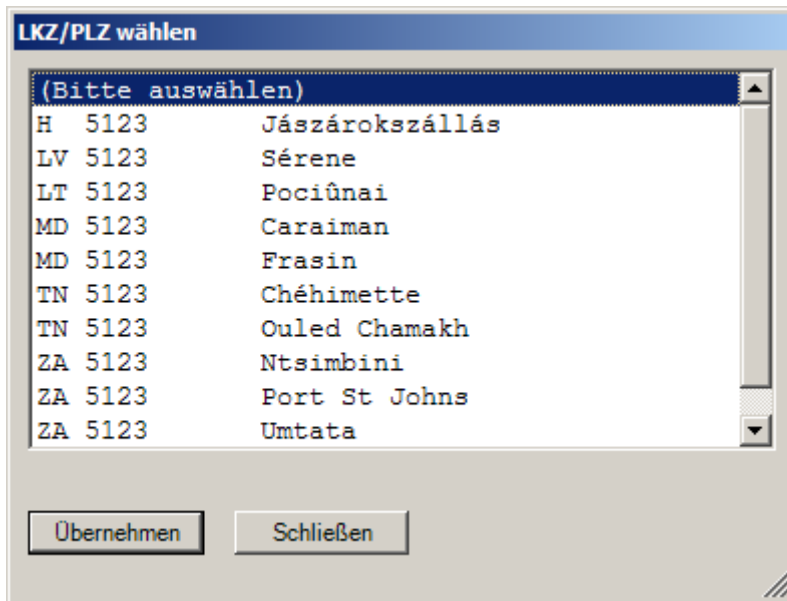 LKZ/PLZ wählen
(Bitte auswählen)
H 5123 Jászárokszállás
LV 5123 Sérene
LT 5123 Pociûnai
MD 5123 Caraiman
MD 5123 Frasin
TN 5123 Chéhimette
TN 5123 Ouled Chamakh
ZA 5123 Ntsimbini
ZA 5123 Port St Johns
ZA 5123 Umtata
Übernehmen Schließen